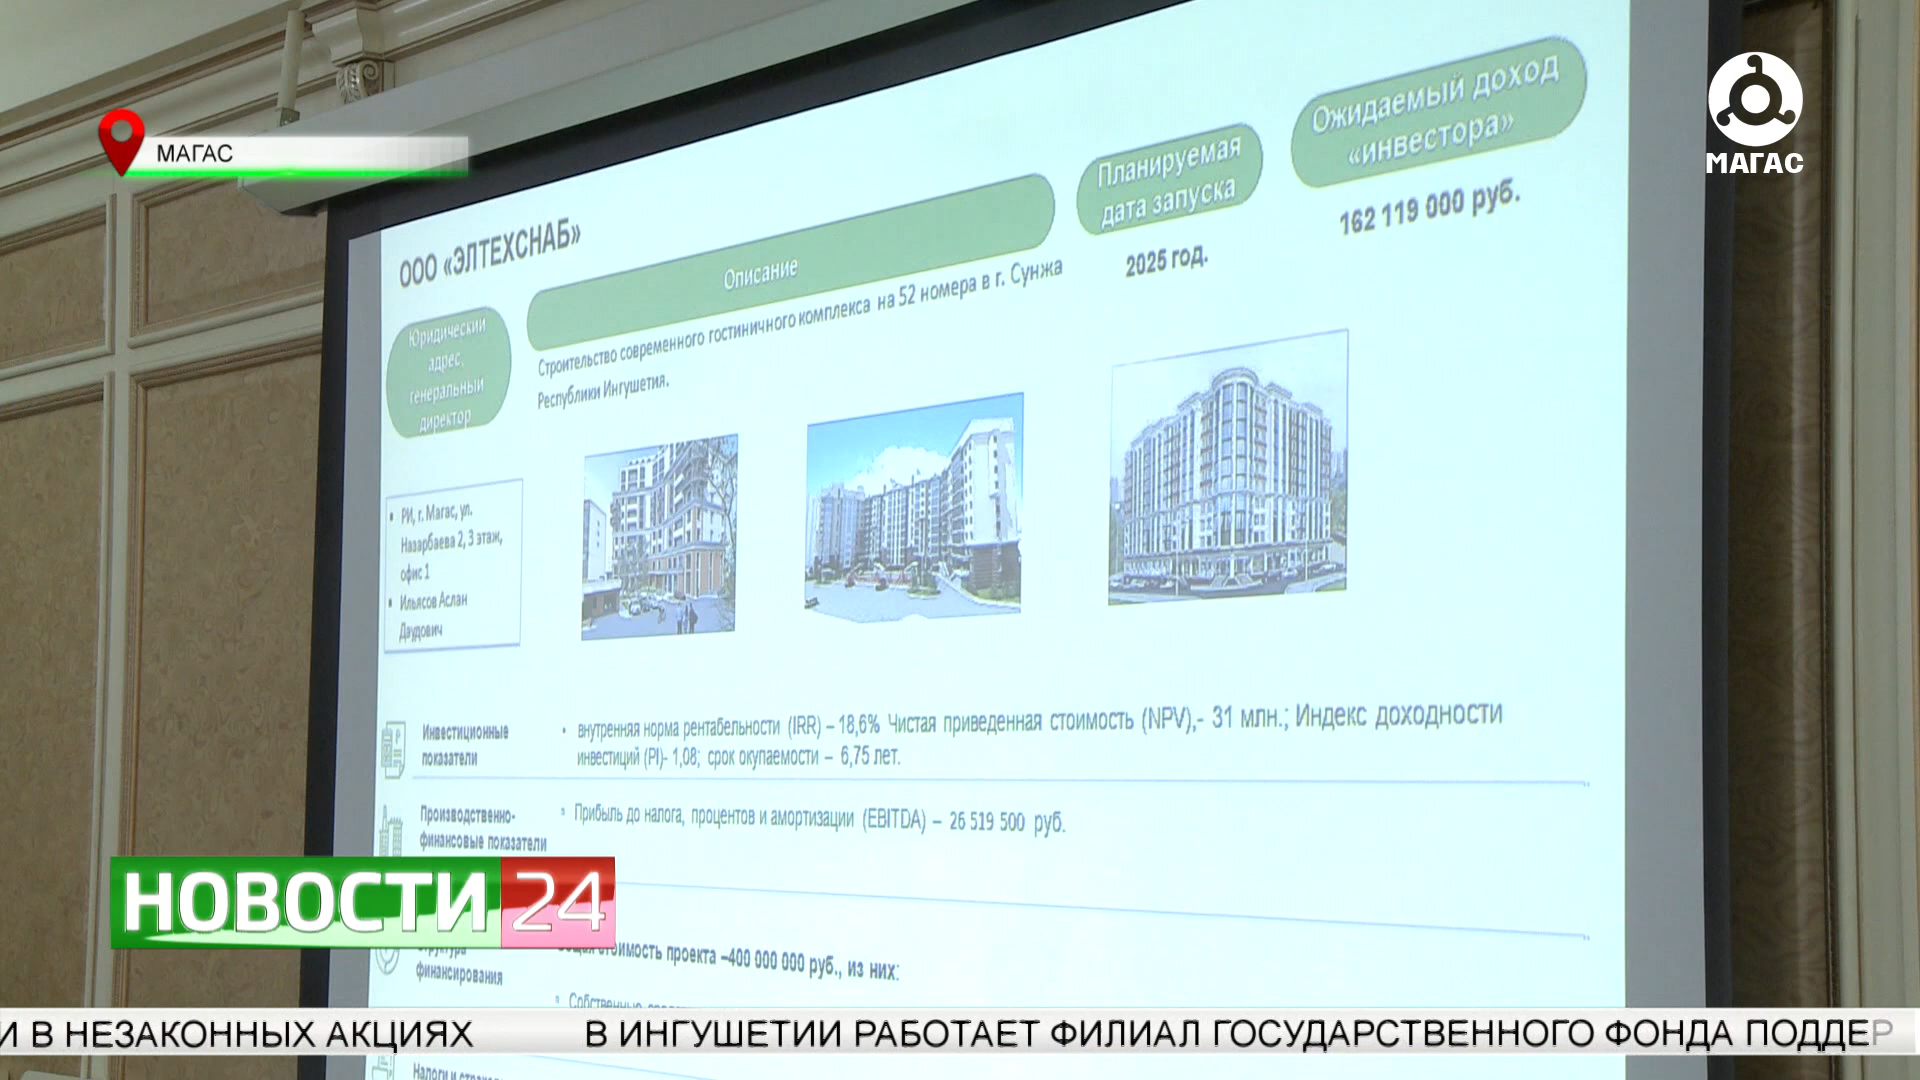 МАГАС
МАГАС
ООО «ЭЛТЕХСНАБ»
Юридический
адрес,
генеральный
директор
Описание
Планируемая
дата запуска
Ожидаемый доход
«инвестора»
Строительство современного гостиничного комплекса на 52 номера в г. Сунжа
Республики Ингушетия.
2025 год.
162 119 000 руб.
• РИ, г. Магас, ул.
Назарбаева 2, 3 этаж,
офис 1
• Ильясов Аслан
Даудович
Инвестиционные
показатели
• внутренняя норма рентабельности (IRR) – 18,6% Чистая приведенная стоимость (NPV),- 31 млн.; Индекс доходности
инвестиций (PI)- 1,08; срок окупаемости – 6,75 лет.
Производственно-
финансовые показатели
Прибыль до налога, процентов и амортизации (EBITDA) – 26 519 500 руб.
НОВОСТИ 24
Структура
финансирования
Общая стоимость проекта –400 000 000 руб., из них:
Собственные
Налоги и
И В НЕЗАКОННЫХ АКЦИЯХ В ИНГУШЕТИИ РАБОТАЕТ ФИЛИАЛ ГОСУДАРСТВЕННОГО ФОНДА ПОДДЕР